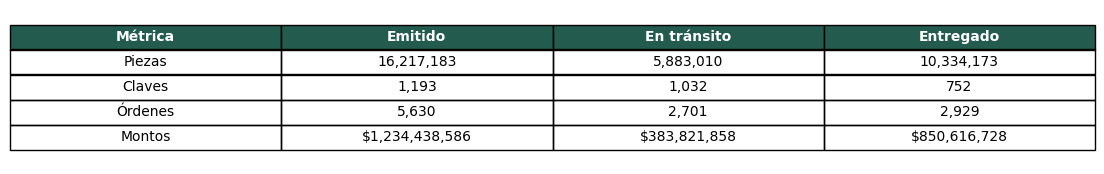 Métrica Emitido En tránsito Entregado
Piezas 16,217,183 5,883,010 10,334,173
Claves 1,193 1,032 752
Órdenes 5,630 2,701 2,929
Montos $1,234,438,586 $383,821,858 $850,616,728